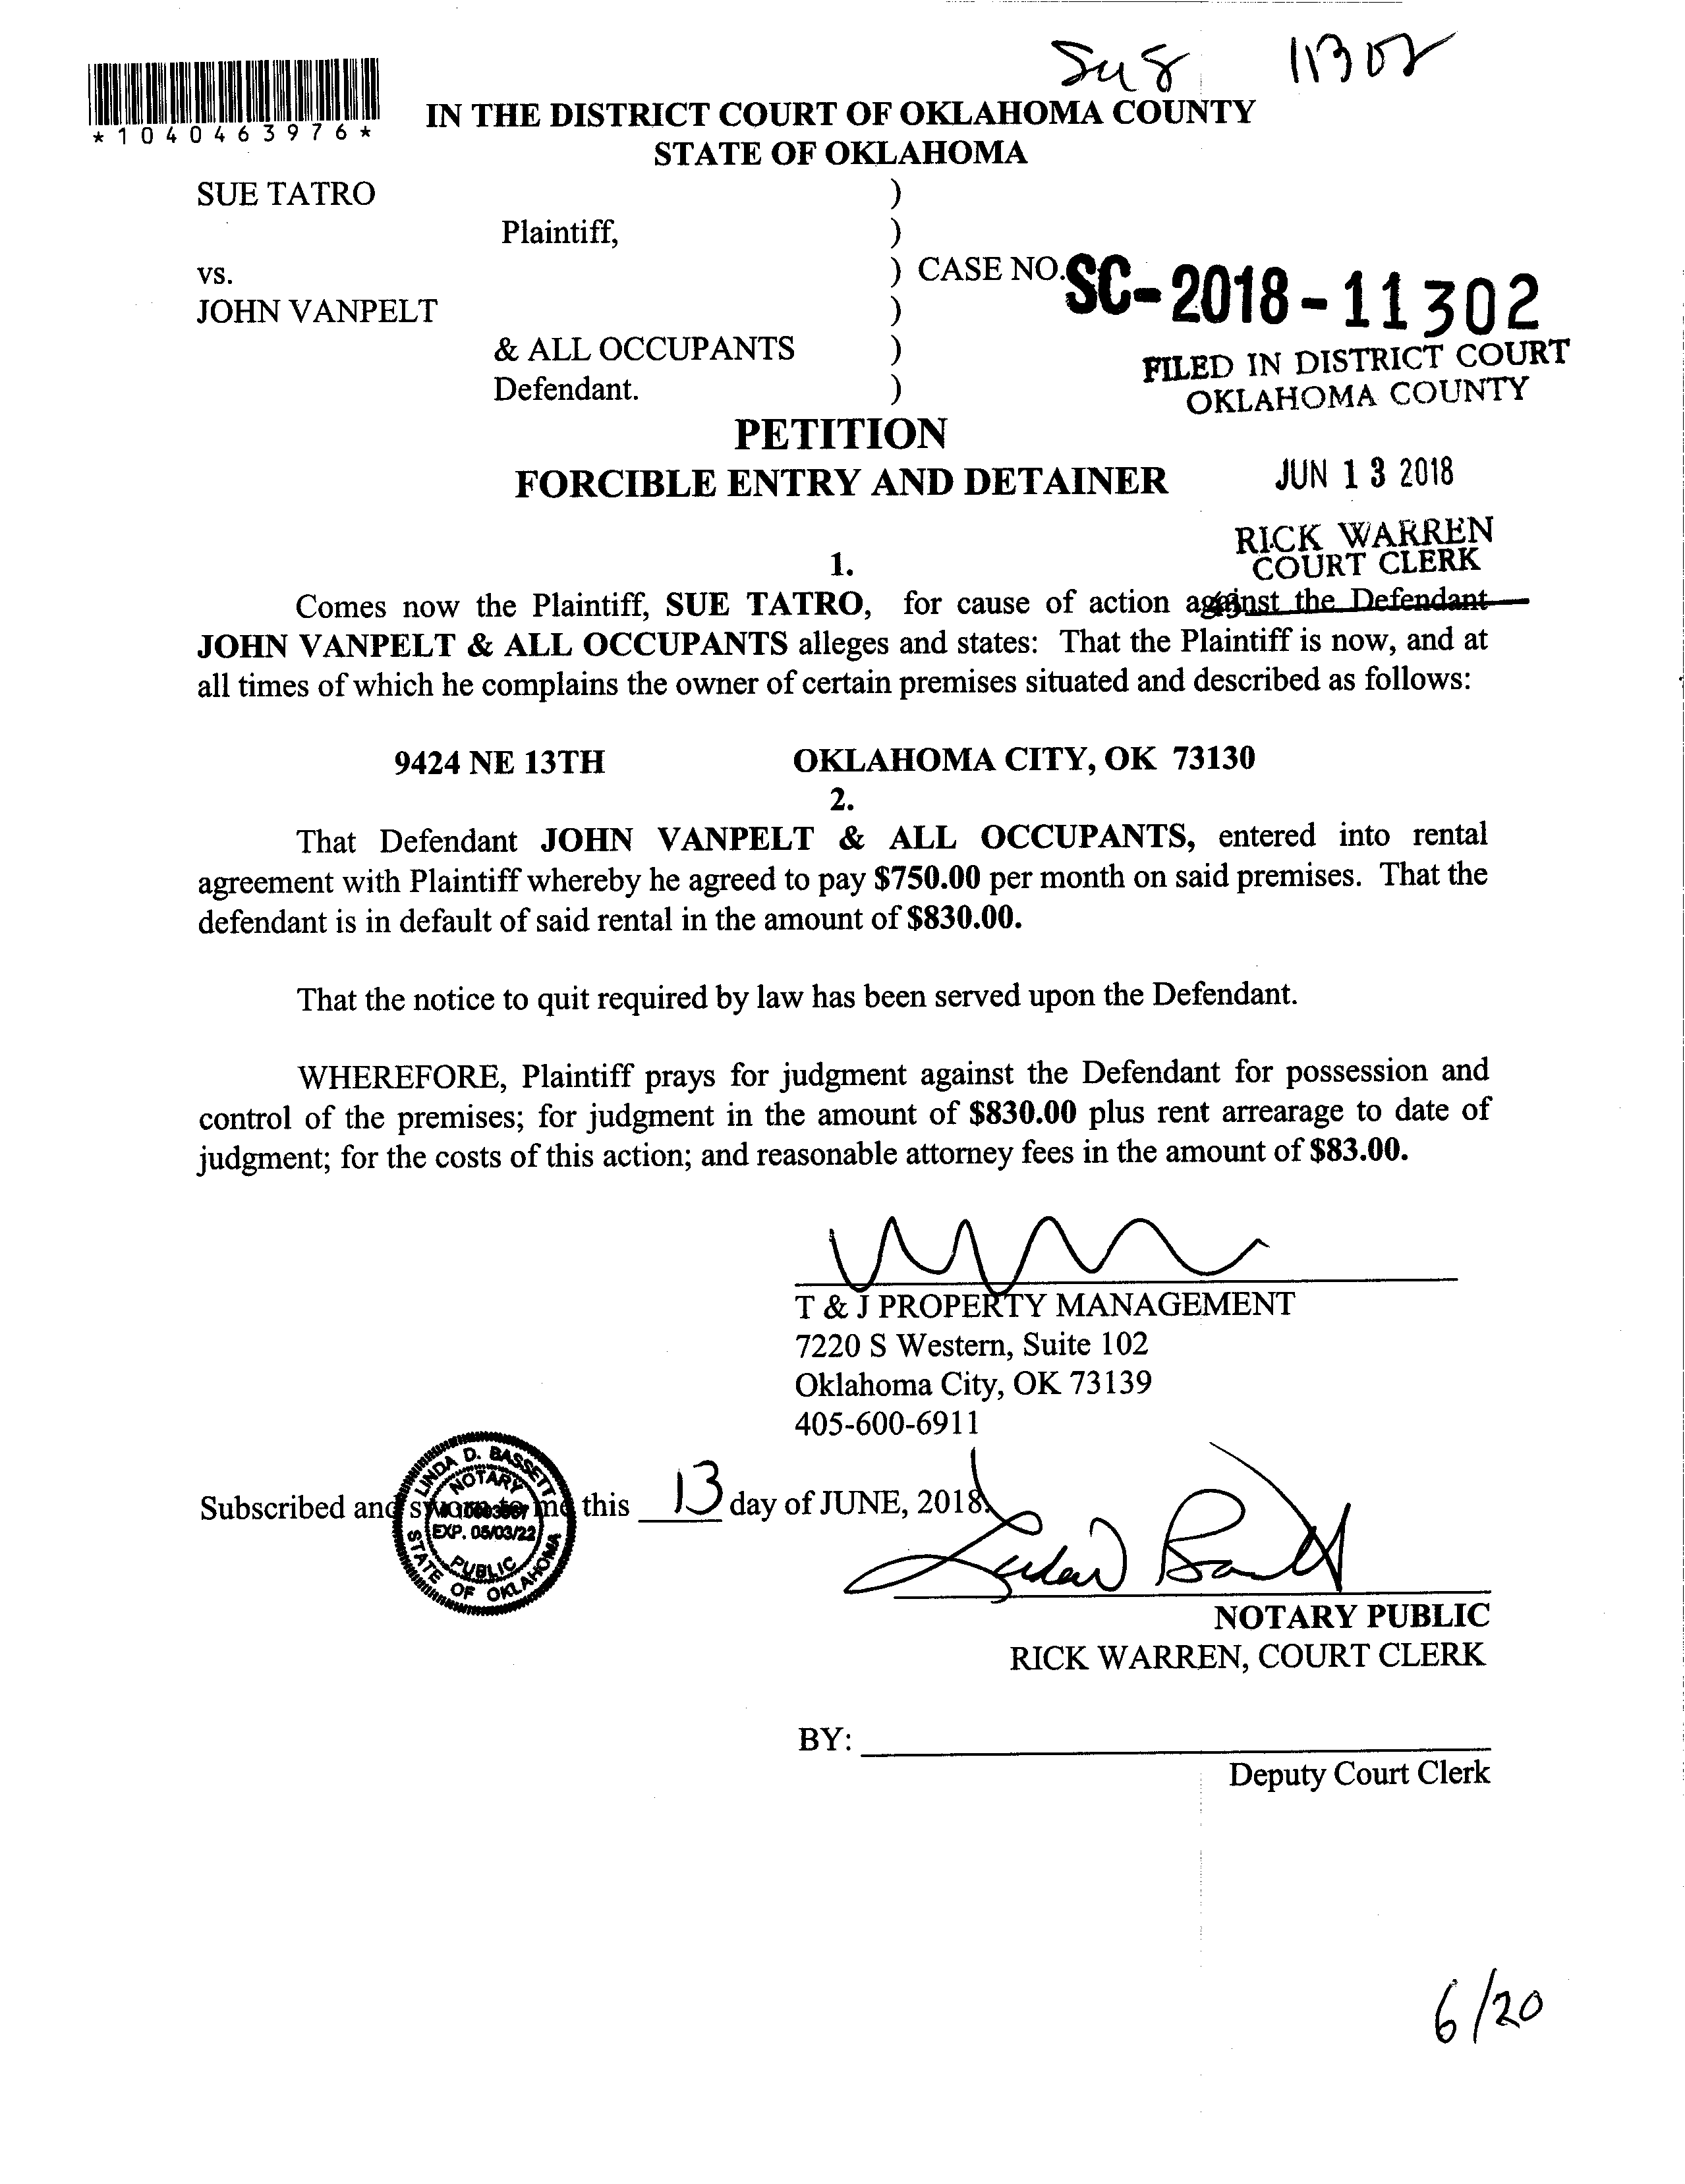 11302
*1040463976*
IN THE DISTRICT COURT OF OKLAHOMA COUNTY
STATE OF OKLAHOMA
SUE TATRO )
Plaintiff, )
vs. ) CASE NO. SC-2018-11302
JOHN VANPELT )
& ALL OCCUPANTS )
Defendant. )
FILED IN DISTRICT COURT
OKLAHOMA COUNTY
PETITION
FORCIBLE ENTRY AND DETAINER
JUN 13 2018
RICK WARREN
COURT CLERK
1.
Comes now the Plaintiff, SUE TATRO, for cause of action against the Defendant
JOHN VANPELT & ALL OCCUPANTS alleges and states: That the Plaintiff is now, and at
all times of which he complains the owner of certain premises situated and described as follows:
9424 NE 13TH OKLAHOMA CITY, OK 73130
2.
That Defendant JOHN VANPELT & ALL OCCUPANTS, entered into rental
agreement with Plaintiff whereby he agreed to pay $750.00 per month on said premises. That the
defendant is in default of said rental in the amount of $830.00.
That the notice to quit required by law has been served upon the Defendant.
WHEREFORE, Plaintiff prays for judgment against the Defendant for possession and
control of the premises; for judgment in the amount of $830.00 plus rent arrearage to date of
judgment; for the costs of this action; and reasonable attorney fees in the amount of $83.00.
T & J PROPERTY MANAGEMENT
7220 S Western, Suite 102
Oklahoma City, OK 73139
405-600-6911
Subscribed and sworn to me this 13 day of JUNE, 2018.
LINDA D. BASSETT
NOTARY
EXP. 05/03/22
PUBLIC
STATE OF OKLAHOMA
NOTARY PUBLIC
RICK WARREN, COURT CLERK
BY:
Deputy Court Clerk
6/20